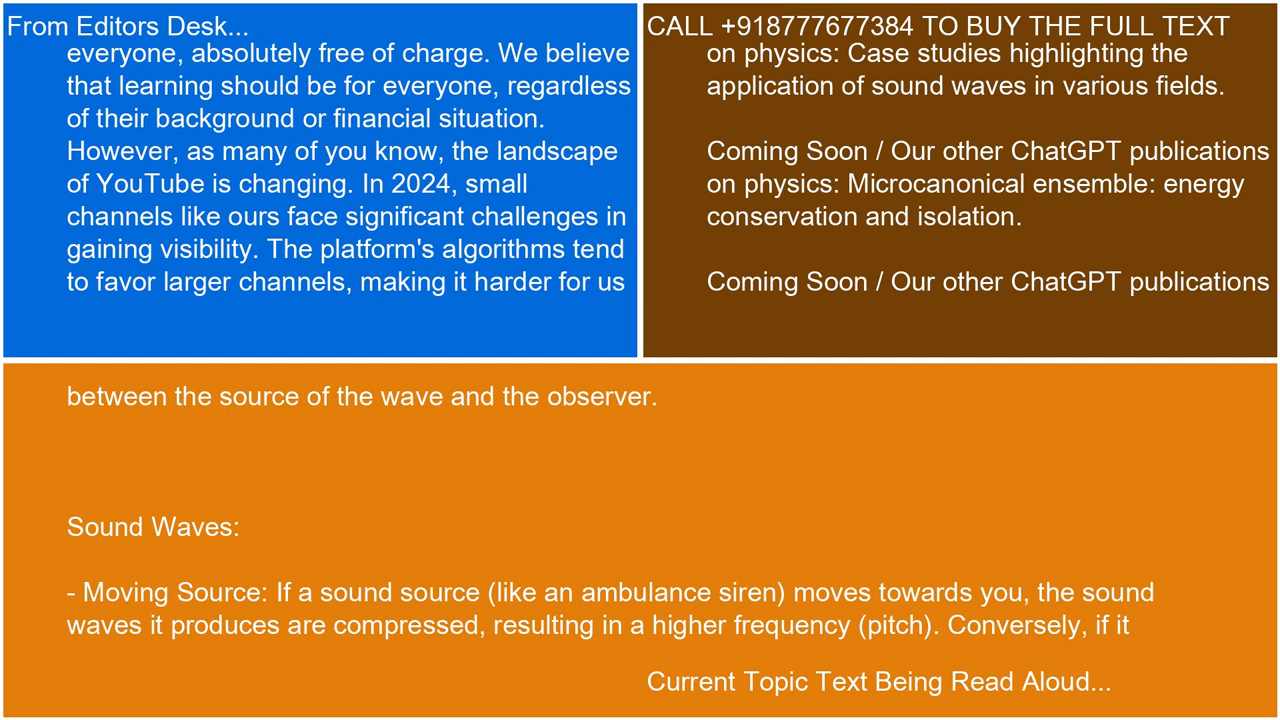 From Editors Desk...
everyone, absolutely free of charge. We believe
that learning should be for everyone, regardless
of their background or financial situation.
However, as many of you know, the landscape
of YouTube is changing. In 2024, small
channels like ours face significant challenges in
gaining visibility. The platform's algorithms tend
to favor larger channels, making it harder for us
CALL +918777677384 TO BUY THE FULL TEXT
on physics: Case studies highlighting the
application of sound waves in various fields.
Coming Soon / Our other ChatGPT publications
on physics: Microcanonical ensemble: energy
conservation and isolation.
Coming Soon / Our other ChatGPT publications
between the source of the wave and the observer.
Sound Waves:
- Moving Source: If a sound source (like an ambulance siren) moves towards you, the sound
waves it produces are compressed, resulting in a higher frequency (pitch). Conversely, if it
Current Topic Text Being Read Aloud...